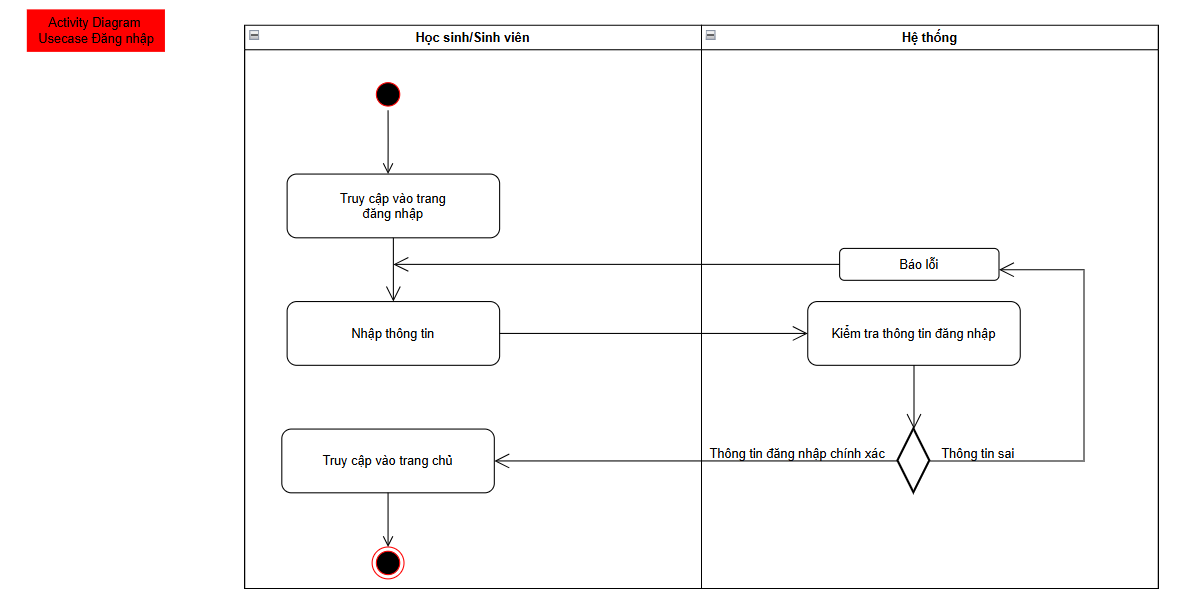 Activity Diagram
Usecase Đăng nhập
Học sinh/Sinh viên
Hệ thống
Truy cập vào trang
đăng nhập
Báo lỗi
Nhập thông tin
Kiểm tra thông tin đăng nhập
Thông tin đăng nhập chính xác
Thông tin sai
Truy cập vào trang chủ